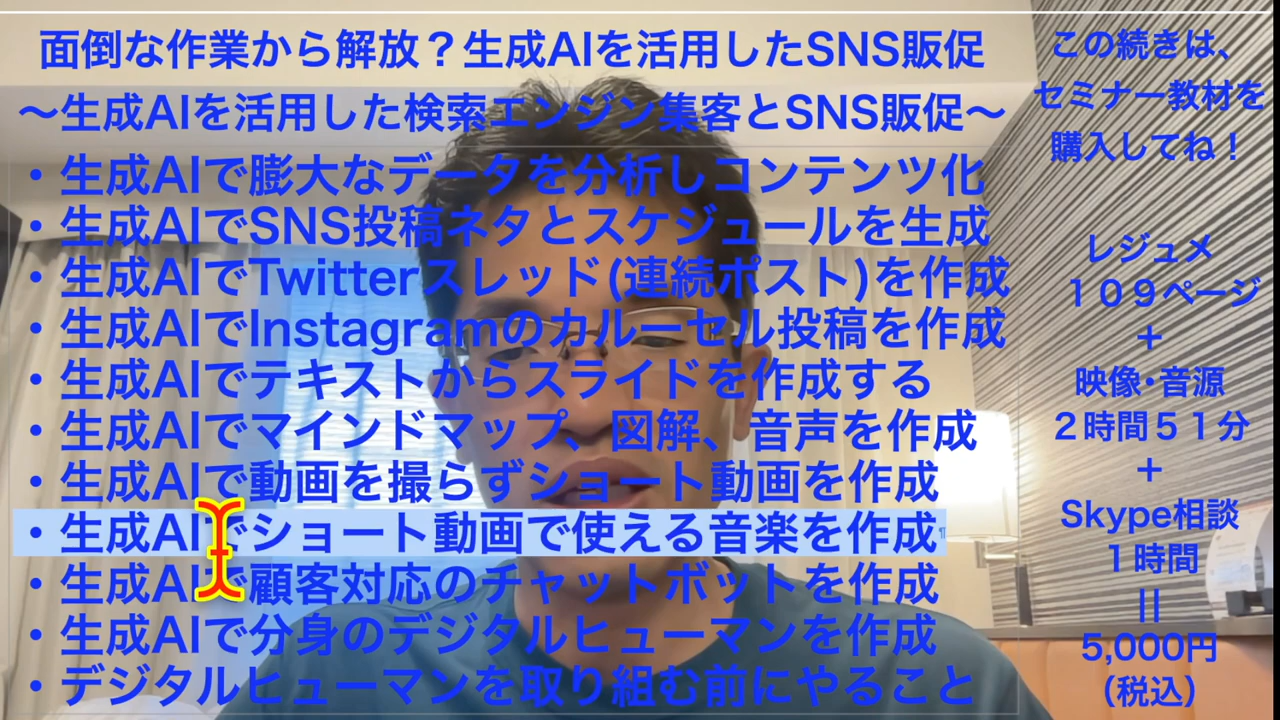 面倒な作業から解放？生成AIを活用したSNS販促
〜生成AIを活用した検索エンジン集客とSNS販促〜
・生成AIで膨大なデータを分析しコンテンツ化
・生成AIでSNS投稿ネタとスケジュールを生成
・生成AIでTwitterスレッド(連続ポスト)を作成
・生成AIでInstagramのカルーセル投稿を作成
・生成AIでテキストからスライドを作成する
・生成AIでマインドマップ、図解、音声を作成
・生成AIで動画を撮らずショート動画を作成
・生成AIでショート動画で使える音楽を作成
・生成AIで顧客対応のチャットボットを作成
・生成AIで分身のデジタルヒューマンを作成
・デジタルヒューマンを取り組む前にやること
この続きは、
セミナー教材を
購入してね！
レジュメ
１０９ページ
＋
映像･音源
２時間５１分
＋
Skype相談
１時間
||
5,000円
(税込)